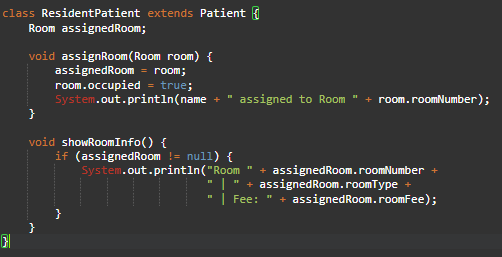 class ResidentPatient extends Patient {
    Room assignedRoom;

    void assignRoom(Room room) {
        assignedRoom = room;
        room.occupied = true;
        System.out.println(name + " assigned to Room " + room.roomNumber);
    }

    void showRoomInfo() {
        if (assignedRoom != null) {
            System.out.println("Room " + assignedRoom.roomNumber +
                               " | " + assignedRoom.roomType +
                               " | Fee: " + assignedRoom.roomFee);
        }
    }
}